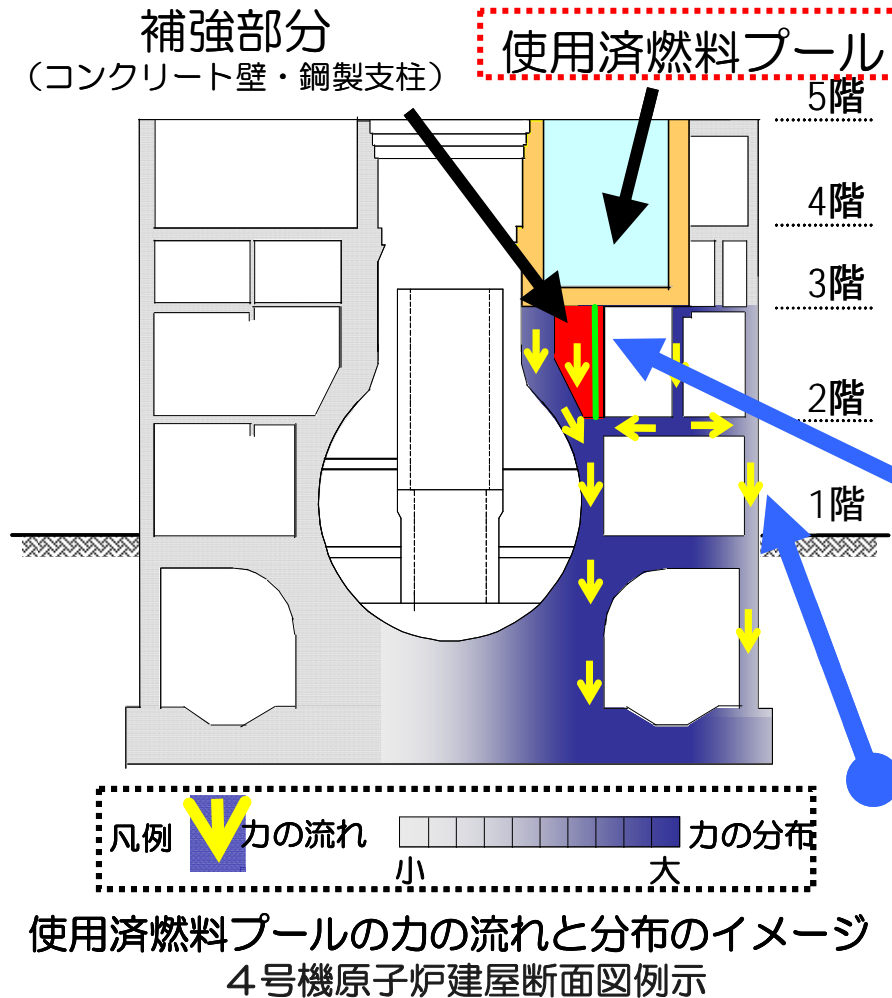 補強部分
（コンクリート壁・鋼製支柱）
使用済燃料プール
5階
4階
3階
2階
1階
凡例
力の流れ
小
大
力の分布
使用済燃料プールの力の流れと分布のイメージ
４号機原子炉建屋断面図例示